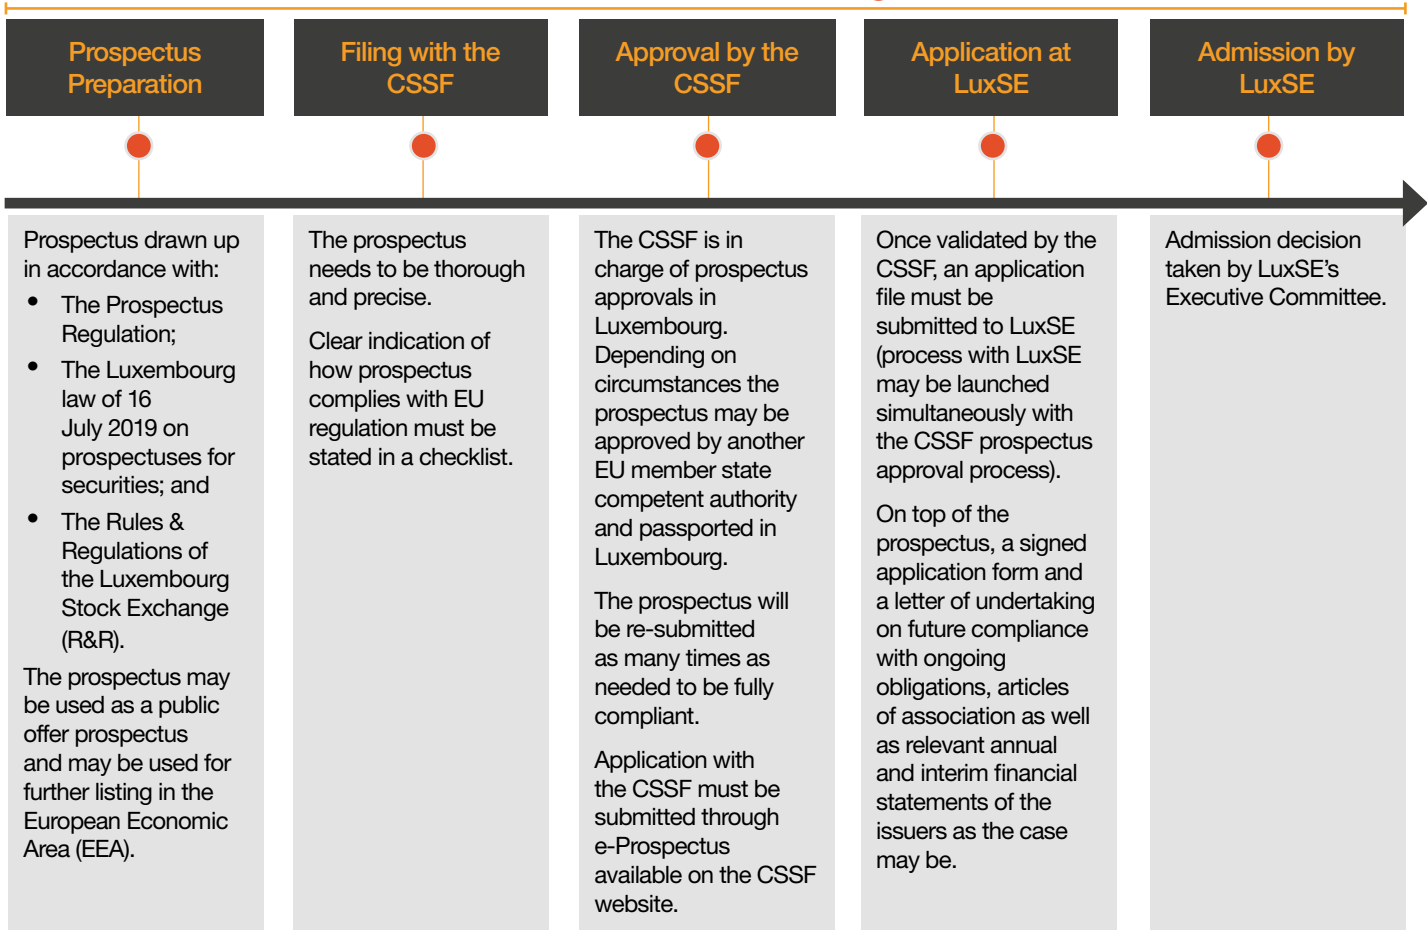 Prospectus
Preparation
Filing with the
CSSF
Approval by the
CSSF
Application at
LuxSE
Admission by
LuxSE
Prospectus drawn up
in accordance with:
• The Prospectus
Regulation;
• The Luxembourg
law of 16
July 2019 on
prospectuses for
securities; and
• The Rules &
Regulations of
the Luxembourg
Stock Exchange
(R&R).
The prospectus may
be used as a public
offer prospectus
and may be used for
further listing in the
European Economic
Area (EEA).
The prospectus
needs to be thorough
and precise.
Clear indication of
how prospectus
complies with EU
regulation must be
stated in a checklist.
The CSSF is in
charge of prospectus
approvals in
Luxembourg.
Depending on
circumstances the
prospectus may be
approved by another
EU member state
competent authority
and passported in
Luxembourg.
The prospectus will
be re-submitted
as many times as
needed to be fully
compliant.
Application with
the CSSF must be
submitted through
e-Prospectus
available on the CSSF
website.
Once validated by the
CSSF, an application
file must be
submitted to LuxSE
(process with LuxSE
may be launched
simultaneously with
the CSSF prospectus
approval process).
On top of the
prospectus, a signed
application form and
a letter of undertaking
on future compliance
with ongoing
obligations, articles
of association as well
as relevant annual
and interim financial
statements of the
issuers as the case
may be.
Admission decision
taken by LuxSE's
Executive Committee.